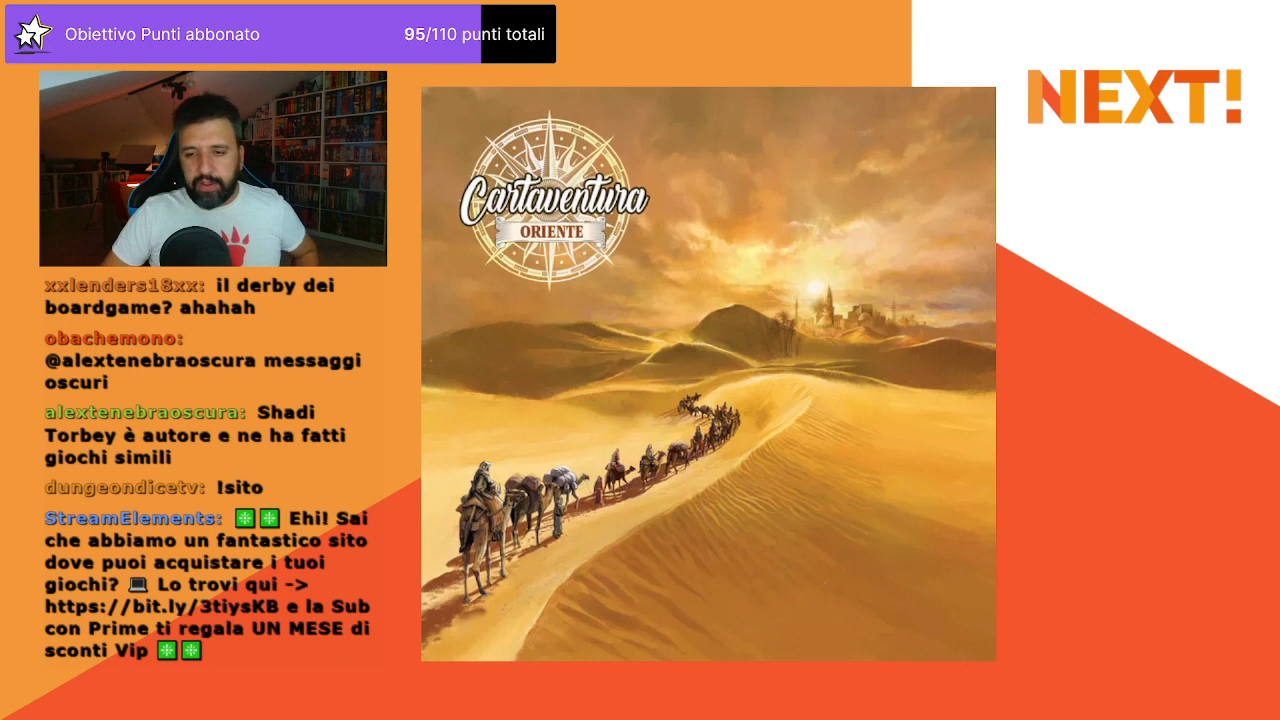 Obiettivo Punti abbonato 95/110 punti totali
NEXT!
Cartaventura
ORIENTE
xxlenders18xx: il derby dei
boardgame? ahahah
obachemono:
@alextenebraoscura messaggi
oscuri
alextenebraoscura: Shadi
Torbey è autore e ne ha fatti
giochi simili
dungeondicetv: !sito
StreamElements: ❇️❇️ Ehi! Sai
che abbiamo un fantastico sito
dove puoi acquistare i tuoi
giochi? 💻 Lo trovi qui ->
https://bit.ly/3tiysKB e la Sub
con Prime ti regala UN MESE di
sconti Vip ❇️❇️